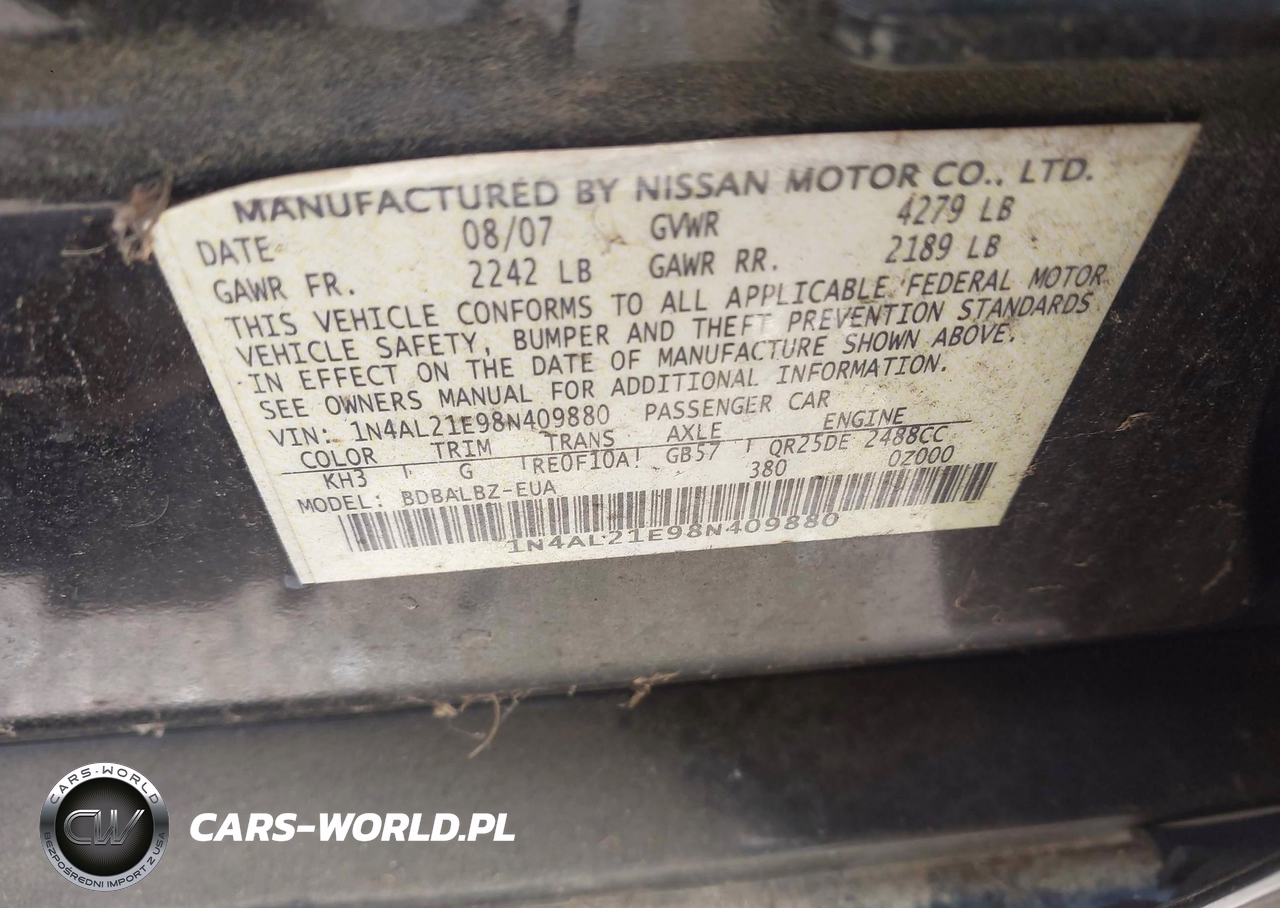 MANUFACTURED BY NISSAN MOTOR CO., LTD.
DATE 08/07 GVWR 4279 LB
GAWR FR. 2242 LB GAWR RR. 2189 LB
THIS VEHICLE CONFORMS TO ALL APPLICABLE FEDERAL MOTOR
VEHICLE SAFETY, BUMPER AND THEFT PREVENTION STANDARDS
IN EFFECT ON THE DATE OF MANUFACTURE SHOWN ABOVE.
SEE OWNERS MANUAL FOR ADDITIONAL INFORMATION.
VIN: 1N4AL21E98N409880 PASSENGER CAR
COLOR TRIM TRANS AXLE ENGINE
KH3 G RE0F10A GB57 QR25DE 2488CC
MODEL: BDBALBZ-EUA 380 0Z000
1N4AL21E98N409880
CARS-WORLD
CW
BEZPOŚREDNI IMPORT Z USA
CARS-WORLD.PL